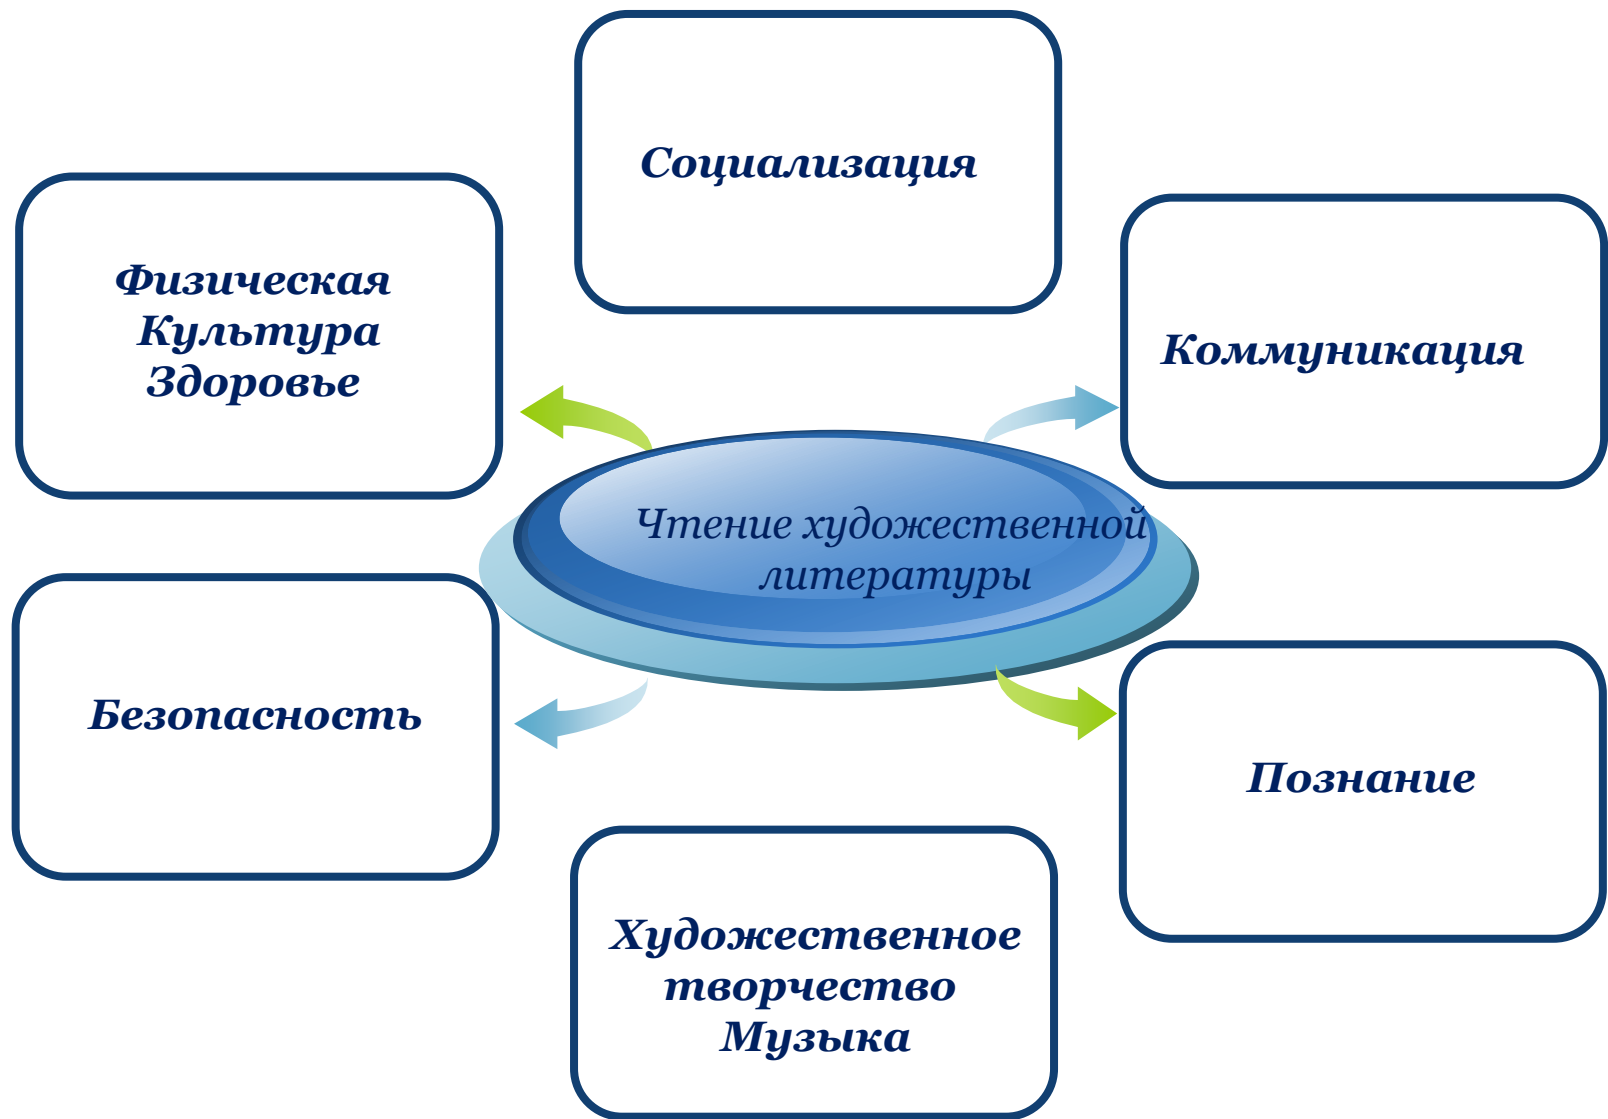 Социализация
Физическая
Культура
Здоровье
Коммуникация
Чтение художественной
литературы
Безопасность
Познание
Художественное
творчество
Музыка